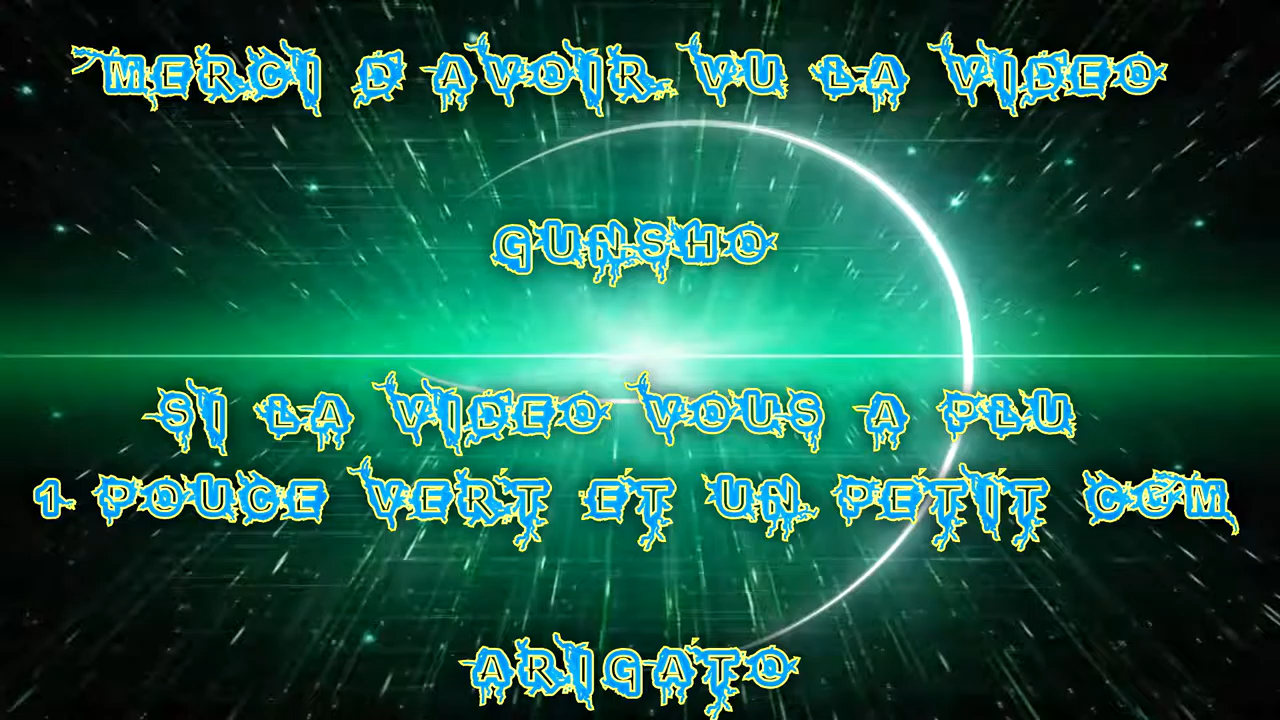 MERCI D AVOIR VU LA VIDEO
GUNSHO
SI LA VIDEO VOUS A PLU
1 POUCE VERT ET UN PETIT COM
ARIGATO